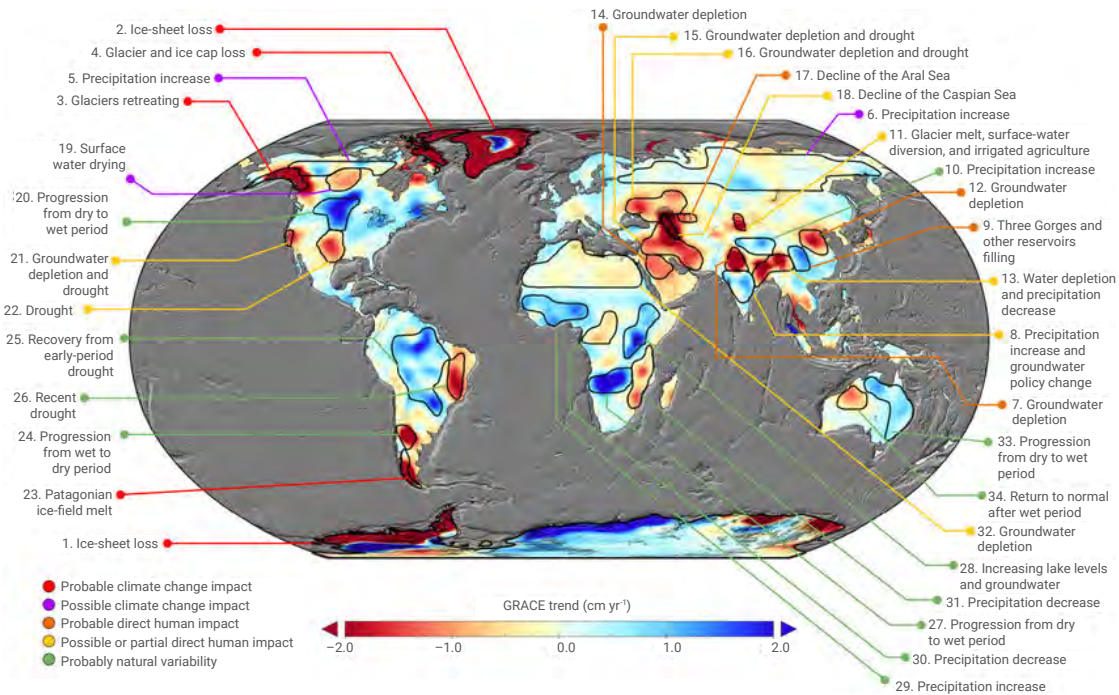 14. Groundwater depletion
2. Ice-sheet loss
15. Groundwater depletion and drought
4. Glacier and ice cap loss
16. Groundwater depletion and drought
5. Precipitation increase
17. Decline of the Aral Sea
3. Glaciers retreating
18. Decline of the Caspian Sea
6. Precipitation increase
11. Glacier melt, surface-water
diversion, and irrigated agriculture
19. Surface
water drying
10. Precipitation increase
20. Progression
from dry to
wet period
12. Groundwater
depletion
9. Three Gorges and
other reservoirs
filling
21. Groundwater
depletion and
drought
13. Water depletion
and precipitation
decrease
22. Drought
25. Recovery from
early-period
drought
8. Precipitation
increase and
groundwater
policy change
26. Recent
drought
7. Groundwater
depletion
24. Progression
from wet to
dry period
33. Progression
from dry to wet
period
23. Patagonian
ice-field melt
34. Return to normal
after wet period
1. Ice-sheet loss
32. Groundwater
depletion
28. Increasing lake levels
and groundwater
31. Precipitation decrease
27. Progression from dry
to wet period
30. Precipitation decrease
29. Precipitation increase
Probable climate change impact
Possible climate change impact
Probable direct human impact
Possible or partial direct human impact
Probably natural variability
GRACE trend (cm yr⁻¹)
−2.0 −1.0 0.0 1.0 2.0